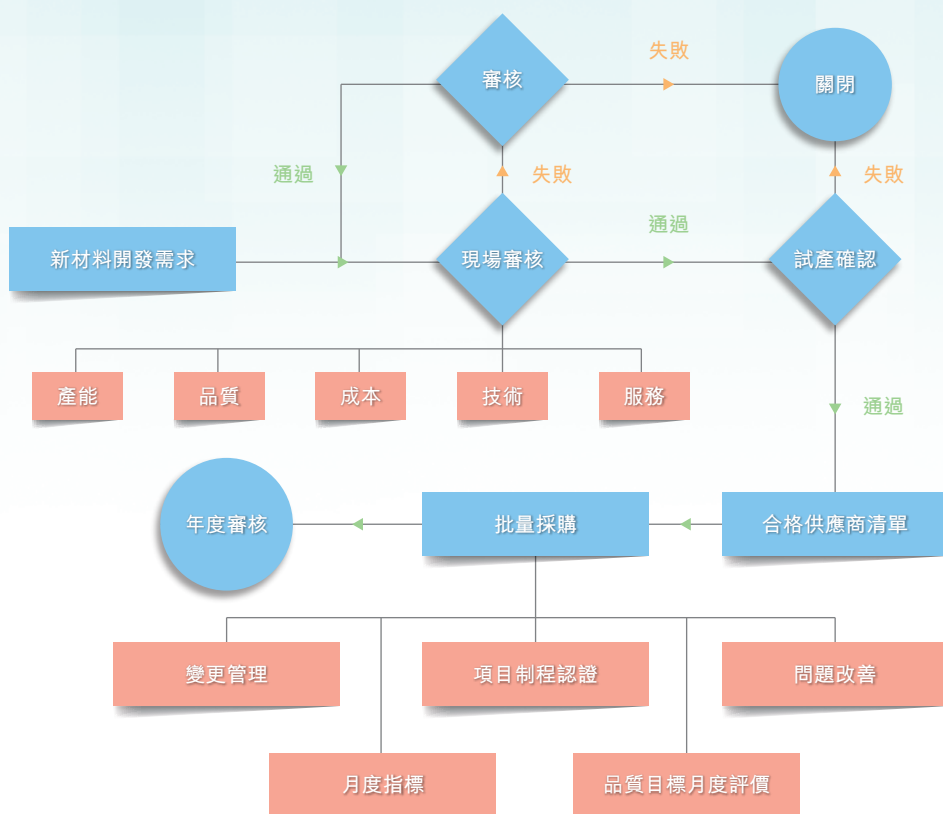 失敗
審核
關閉
通過
失敗
失敗
通過
新材料開發需求
現場審核
試產確認
產能
品質
成本
技術
服務
通過
年度審核
批量採購
合格供應商清單
變更管理
項目制程認證
問題改善
月度指標
品質目標月度評價